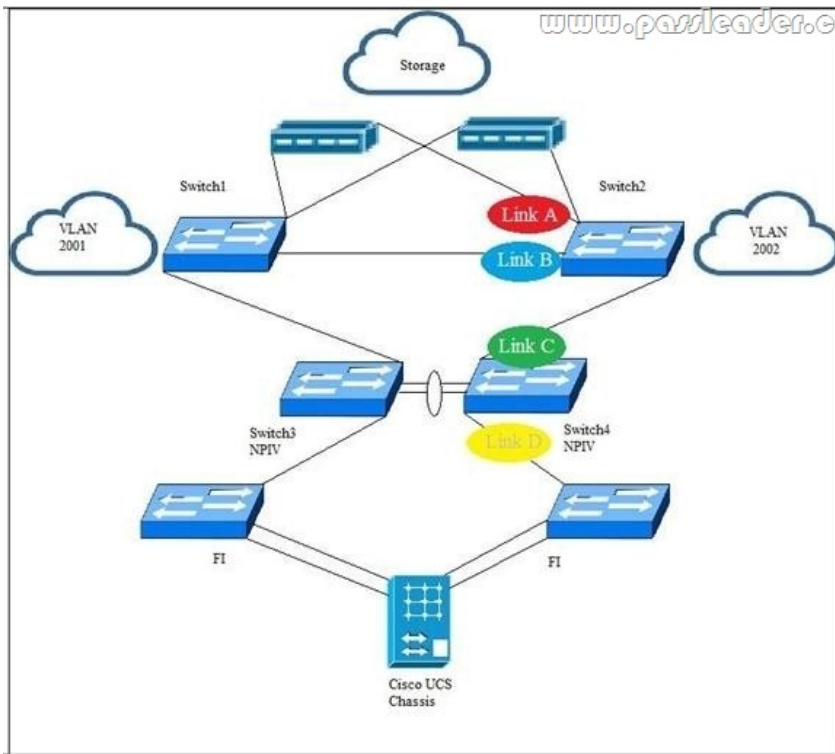 www.passleader.c
Storage
Switch1
Switch2
Link A
VLAN
2001
VLAN
2002
Link B
Link C
Switch3
NPIV
Link D
Switch4
NPIV
FI
FI
Cisco UCS
Chassis